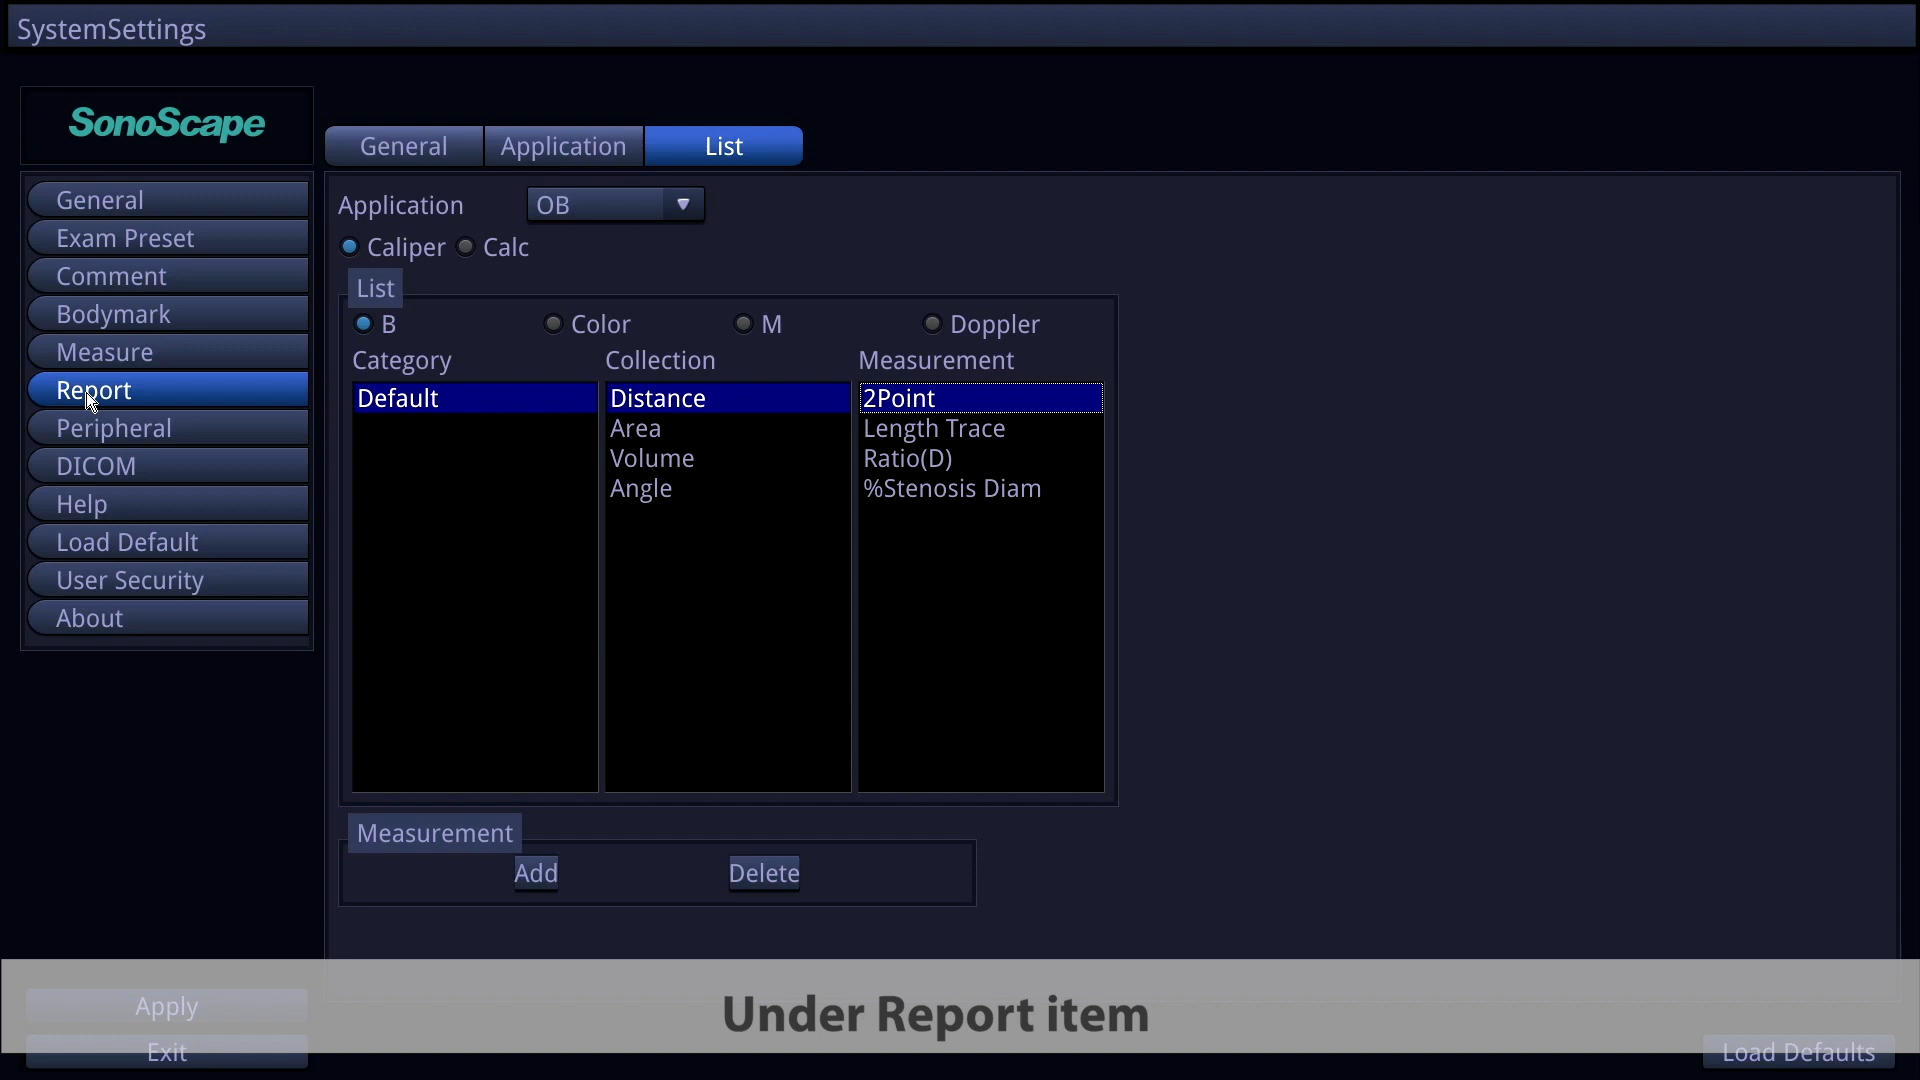 SystemSettings
SonoScape
General Application List
General
Exam Preset
Comment
Bodymark
Measure
Report
Peripheral
DICOM
Help
Load Default
User Security
About
Application OB
Caliper Calc
List
B Color M Doppler
Category Collection Measurement
Default Distance 2Point
Area Length Trace
Volume Ratio(D)
Angle %Stenosis Diam
Measurement
Add Delete
Apply
Under Report item
Exit
Load Defaults